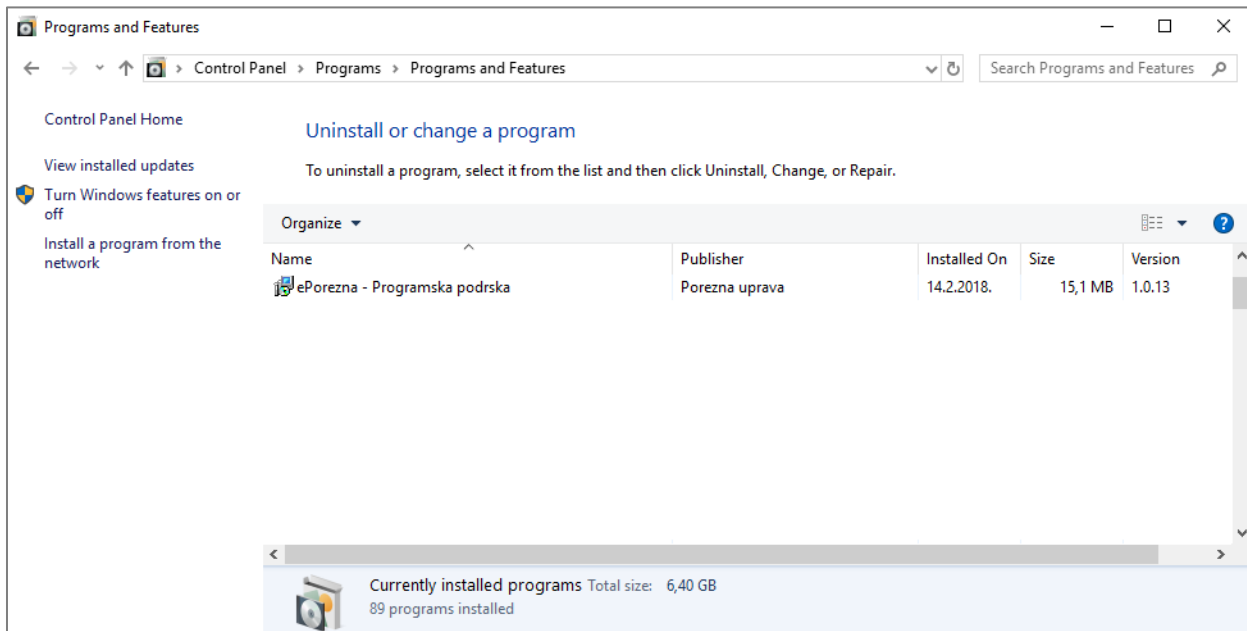 Programs and Features
Control Panel > Programs > Programs and Features
Search Programs and Features
Control Panel Home
View installed updates
Turn Windows features on or
off
Install a program from the
network
Uninstall or change a program
To uninstall a program, select it from the list and then click Uninstall, Change, or Repair.
Organize
Name Publisher Installed On Size Version
ePorezna - Programska podrska Porezna uprava 14.2.2018. 15,1 MB 1.0.13
Currently installed programs Total size: 6,40 GB
89 programs installed